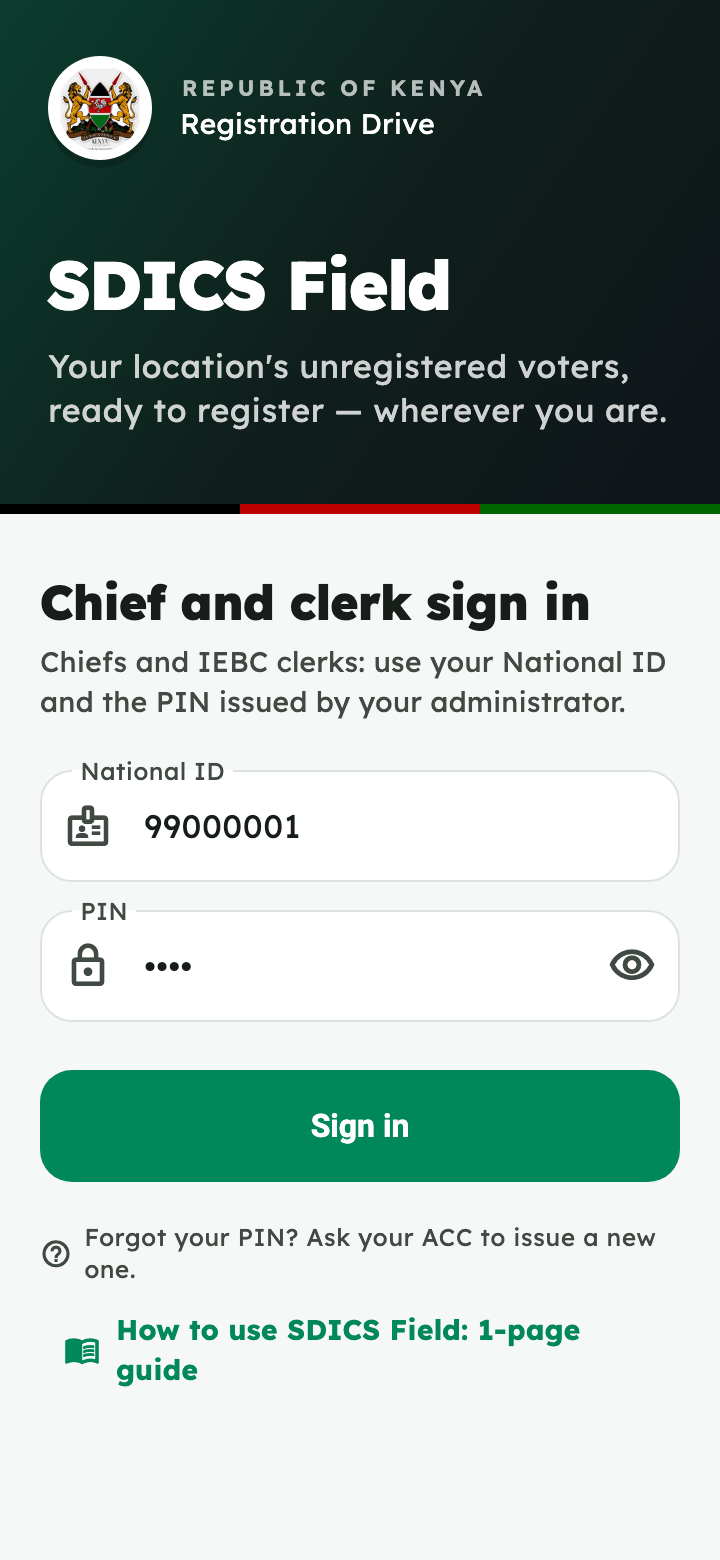 REPUBLIC OF KENYA
Registration Drive
SDICS Field
Your location's unregistered voters,
ready to register — wherever you are.
Chief and clerk sign in
Chiefs and IEBC clerks: use your National ID
and the PIN issued by your administrator.
National ID
99000001
PIN
••••
Sign in
Forgot your PIN? Ask your ACC to issue a new
one.
How to use SDICS Field: 1-page
guide